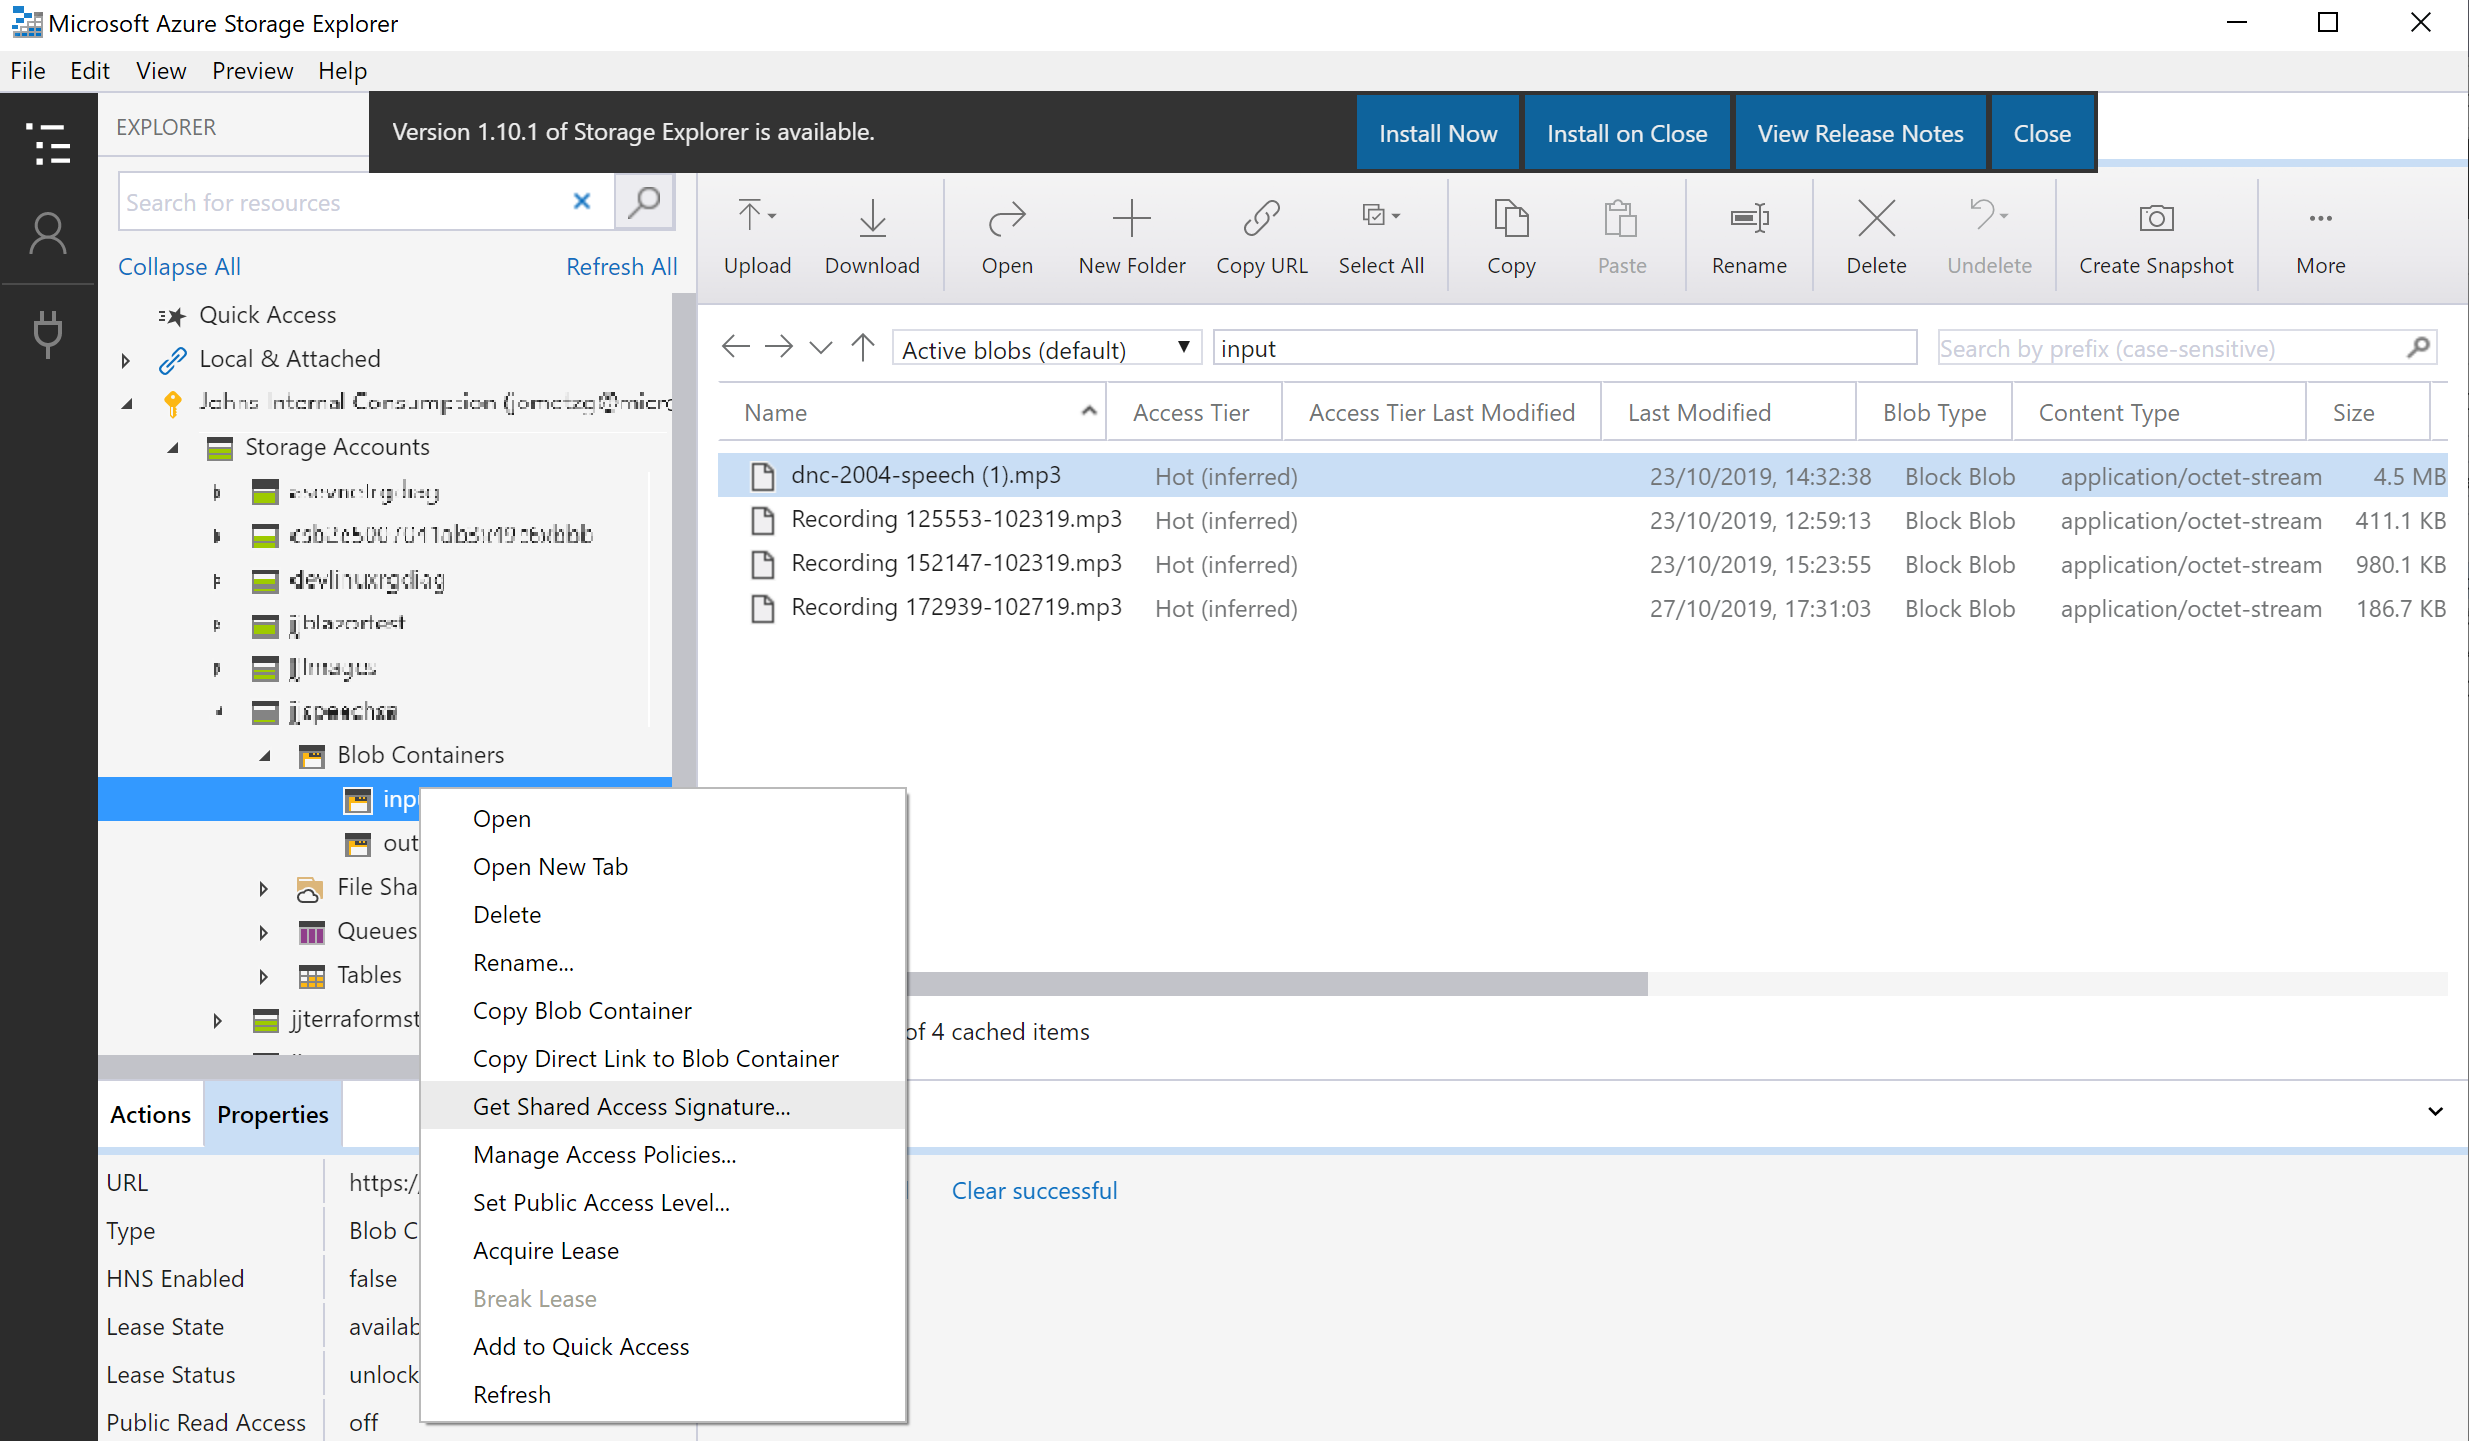 Microsoft Azure Storage Explorer
File Edit View Preview Help
EXPLORER
Version 1.10.1 of Storage Explorer is available.
Install Now Install on Close View Release Notes Close
Search for resources
Collapse All Refresh All
Upload Download Open New Folder Copy URL Select All Copy Paste Rename Delete Undelete Create Snapshot More
Quick Access
Local & Attached
Johns Internal Consumption
Storage Accounts
devlinuxrgdiag
jjblazortest
jjspeechsa
Blob Containers
inp
out
File Sha
Queues
Tables
jjterraformst
Active blobs (default) input Search by prefix (case-sensitive)
Name Access Tier Access Tier Last Modified Last Modified Blob Type Content Type Size
dnc-2004-speech (1).mp3 Hot (inferred) 23/10/2019, 14:32:38 Block Blob application/octet-stream 4.5 MB
Recording 125553-102319.mp3 Hot (inferred) 23/10/2019, 12:59:13 Block Blob application/octet-stream 411.1 KB
Recording 152147-102319.mp3 Hot (inferred) 23/10/2019, 15:23:55 Block Blob application/octet-stream 980.1 KB
Recording 172939-102719.mp3 Hot (inferred) 27/10/2019, 17:31:03 Block Blob application/octet-stream 186.7 KB
of 4 cached items
Open
Open New Tab
Delete
Rename...
Copy Blob Container
Copy Direct Link to Blob Container
Get Shared Access Signature...
Manage Access Policies...
Set Public Access Level...
Acquire Lease
Break Lease
Add to Quick Access
Refresh
Actions Properties
URL https:/
Type Blob C
HNS Enabled false
Lease State availab
Lease Status unlock
Public Read Access off
Clear successful